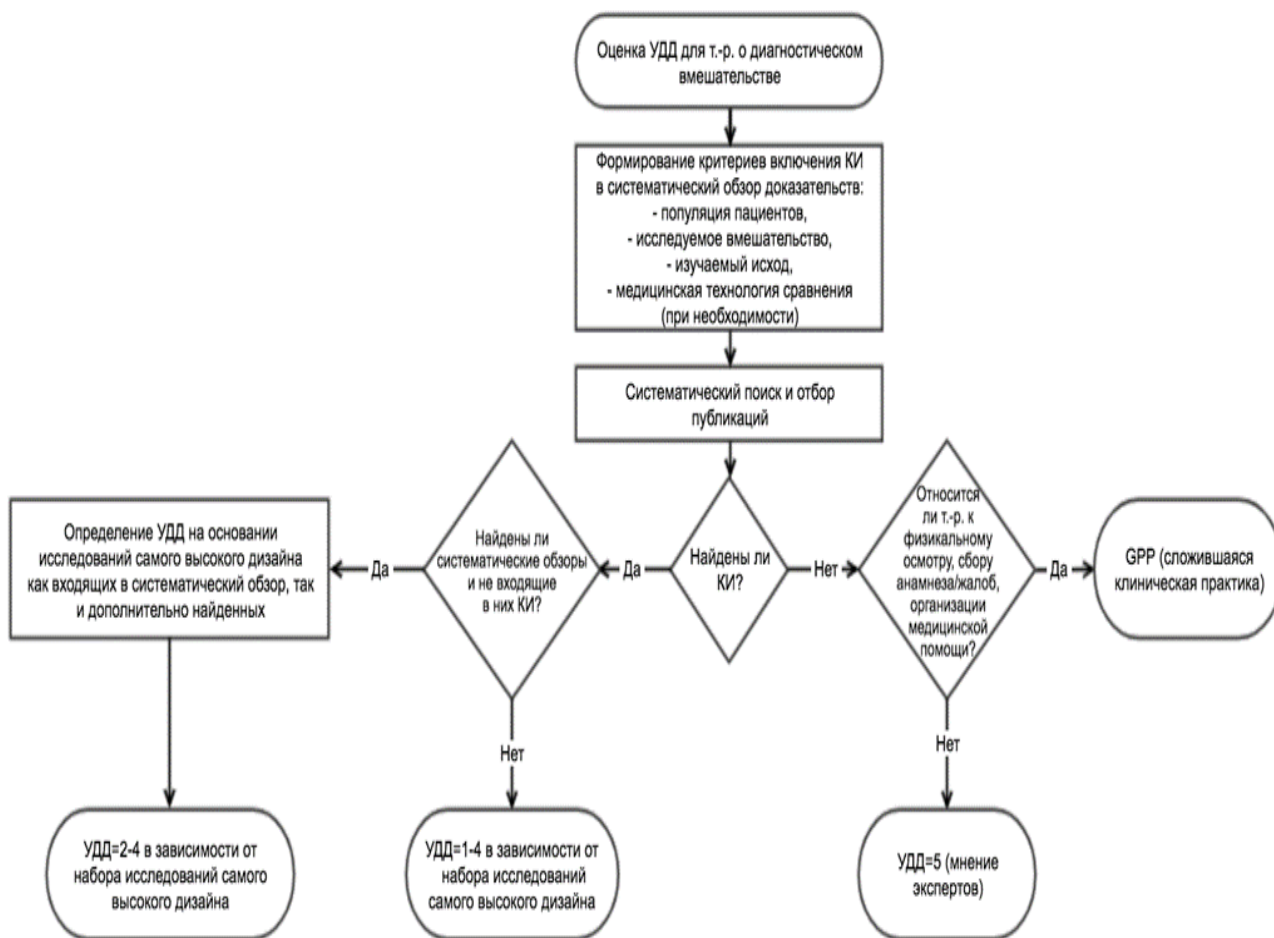 Оценка УДД для т.-р. о диагностическом
вмешательстве
Формирование критериев включения КИ
в систематический обзор доказательств:
- популяция пациентов,
- исследуемое вмешательство,
- изучаемый исход,
- медицинская технология сравнения
(при необходимости)
Систематический поиск и отбор
публикаций
Определение УДД на основании
исследований самого высокого дизайна
как входящих в систематический обзор, так
и дополнительно найденных
Да
Найдены ли
систематические обзоры
и не входящие
в них КИ?
Да
Найдены ли
КИ?
Нет
Относится
ли т.-р. к
физикальному
осмотру, сбору
анамнеза/жалоб,
организации
медицинской
помощи?
Да
GPP (сложившаяся
клиническая практика)
Нет
Нет
УДД=2-4 в зависимости от
набора исследований самого
высокого дизайна
УДД=1-4 в зависимости от
набора исследований
самого высокого дизайна
УДД=5 (мнение
экспертов)